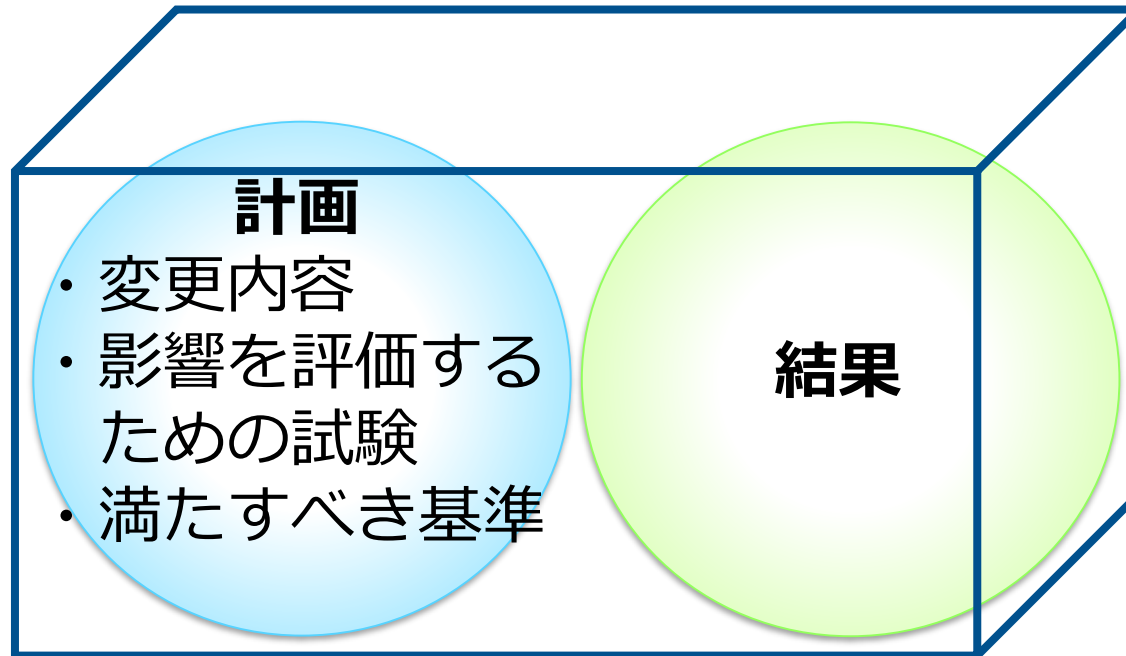 計画
・変更内容
・影響を評価する
ための試験
・満たすべき基準
結果